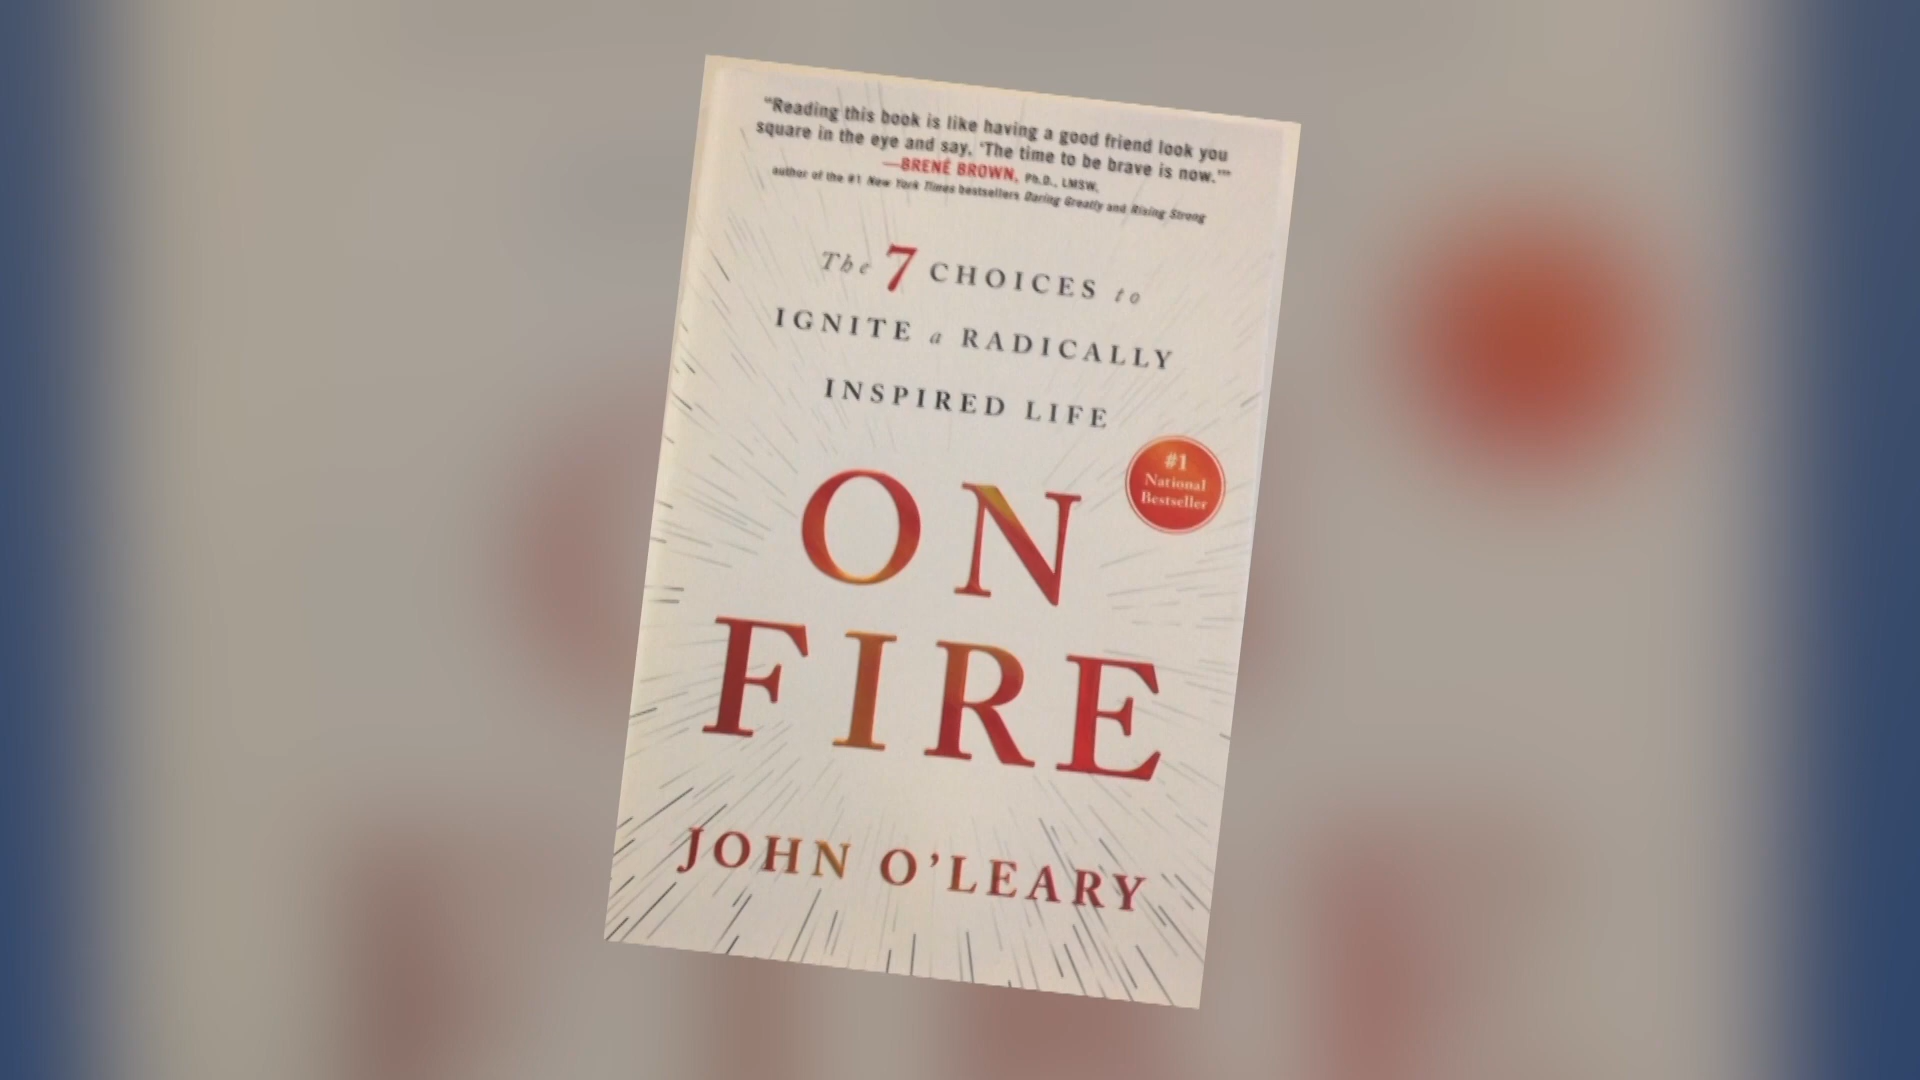 “Reading this book is like having a good friend look you
square in the eye and say, ‘The time to be brave is now.’”
—BRENÉ BROWN, Ph.D., LMSW,
author of the #1 New York Times bestsellers Daring Greatly and Rising Strong
The 7 CHOICES to
IGNITE a RADICALLY
INSPIRED LIFE
#1
National
Bestseller
ON
FIRE
JOHN O’LEARY